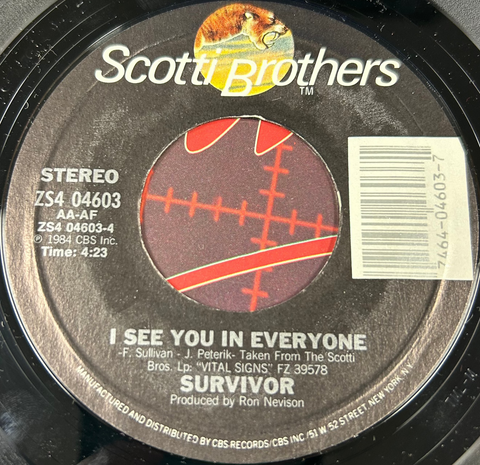 Scotti Brothers
TM
STEREO
ZS4 04603
AA-AF
ZS4 04603-4
℗ 1984 CBS Inc.
Time: 4:23
7464-04603-7
I SEE YOU IN EVERYONE
-F. Sullivan - J. Peterik- Taken From The Scotti
Bros. Lp: "VITAL SIGNS" FZ 39578
SURVIVOR
Produced by Ron Nevison
MANUFACTURED AND DISTRIBUTED BY CBS RECORDS/CBS INC./51 W. 52 STREET, NEW YORK, N.Y.